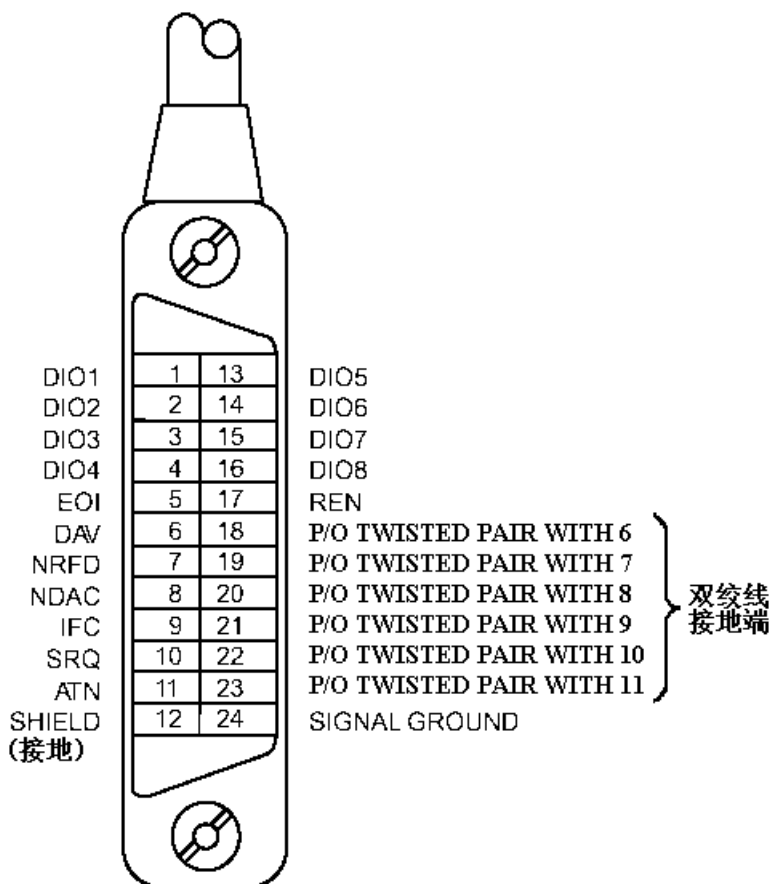 DIO1 1 13 DIO5
DIO2 2 14 DIO6
DIO3 3 15 DIO7
DIO4 4 16 DIO8
EOI 5 17 REN
DAV 6 18 P/O TWISTED PAIR WITH 6
NRFD 7 19 P/O TWISTED PAIR WITH 7
NDAC 8 20 P/O TWISTED PAIR WITH 8
IFC 9 21 P/O TWISTED PAIR WITH 9
SRQ 10 22 P/O TWISTED PAIR WITH 10
ATN 11 23 P/O TWISTED PAIR WITH 11
双绞线
接地端
SHIELD 12 24 SIGNAL GROUND
(接地)